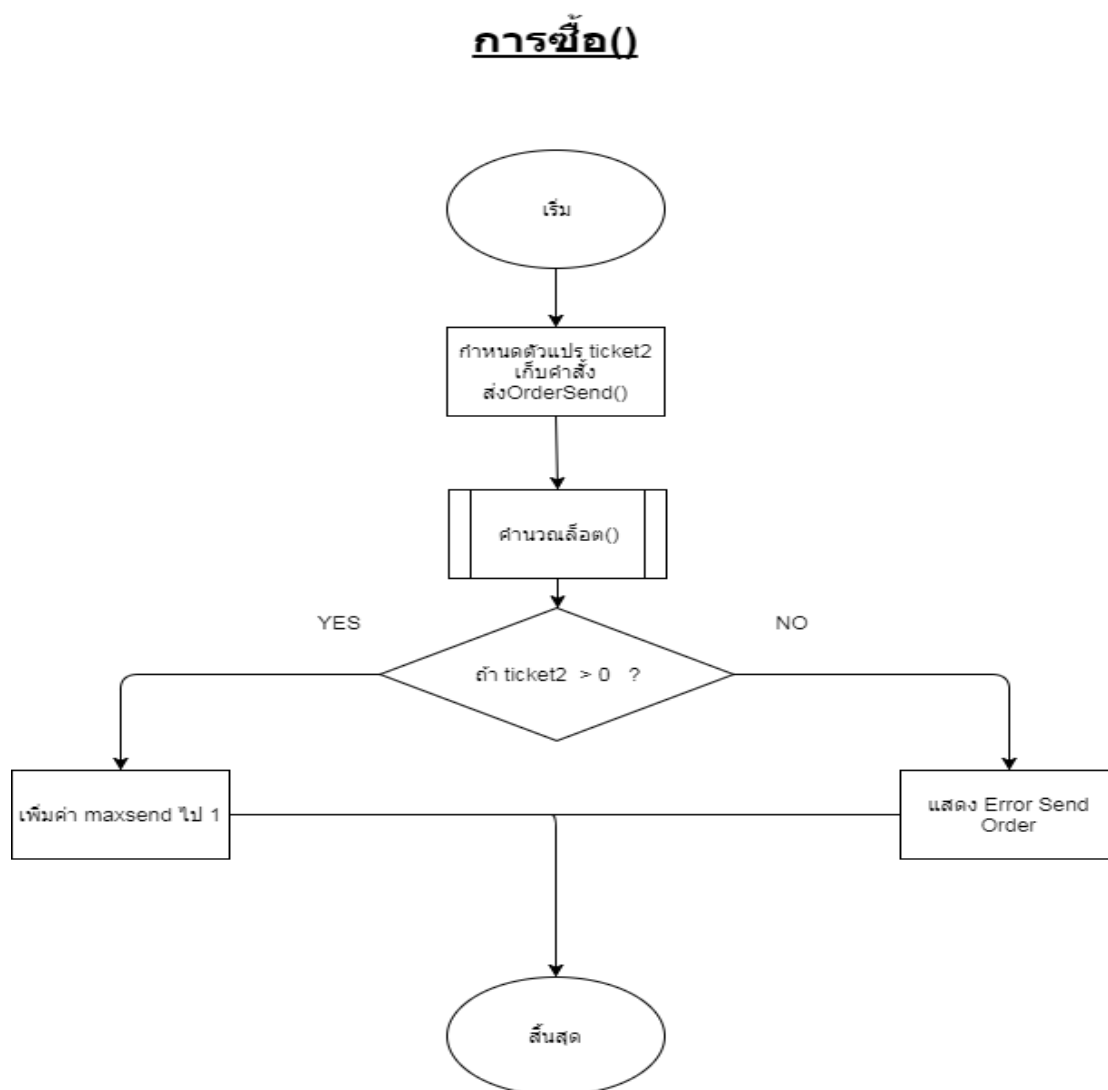 การซื้อ()
เริ่ม
กำหนดตัวแปร ticket2
เก็บคำสั่ง
ส่งOrderSend()
คำนวณล็อต()
YES
NO
ถ้า ticket2 > 0 ?
เพิ่มค่า maxsend ไป 1
แสดง Error Send
Order
สิ้นสุด